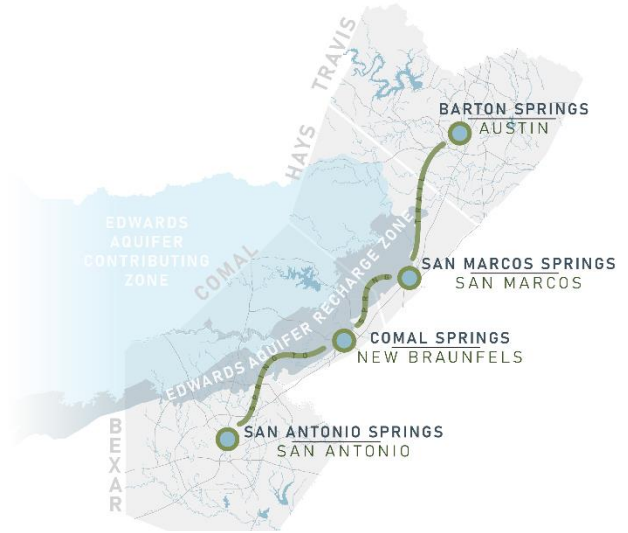 TRAVIS
HAYS
BARTON SPRINGS
AUSTIN
EDWARDS
AQUIFER
CONTRIBUTING
ZONE
COMAL
EDWARDS AQUIFER RECHARGE ZONE
SAN MARCOS SPRINGS
SAN MARCOS
COMAL SPRINGS
NEW BRAUNFELS
BEXAR
SAN ANTONIO SPRINGS
SAN ANTONIO